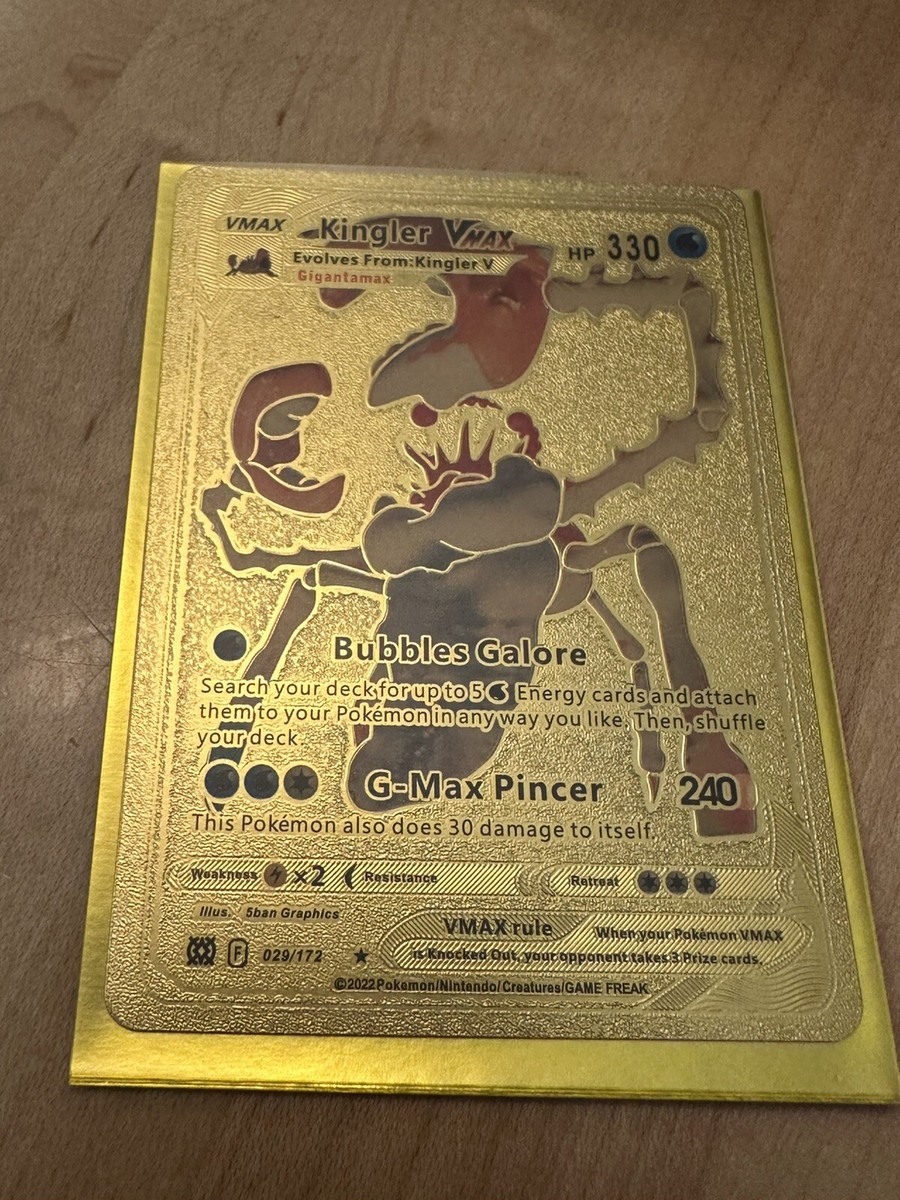 VMAX Kingler VMAX HP 330
Evolves From:Kingler V
Gigantamax
Bubbles Galore
Search your deck for up to 5 Energy cards and attach
them to your Pokémon in any way you like. Then, shuffle
your deck.
G-Max Pincer 240
This Pokémon also does 30 damage to itself.
Weakness ×2 Resistance Retreat
Illus. 5ban Graphics
VMAX rule When your Pokémon VMAX
F 029/172 is Knocked Out, your opponent takes 3 Prize cards.
©2022 Pokemon/Nintendo/Creatures/GAME FREAK